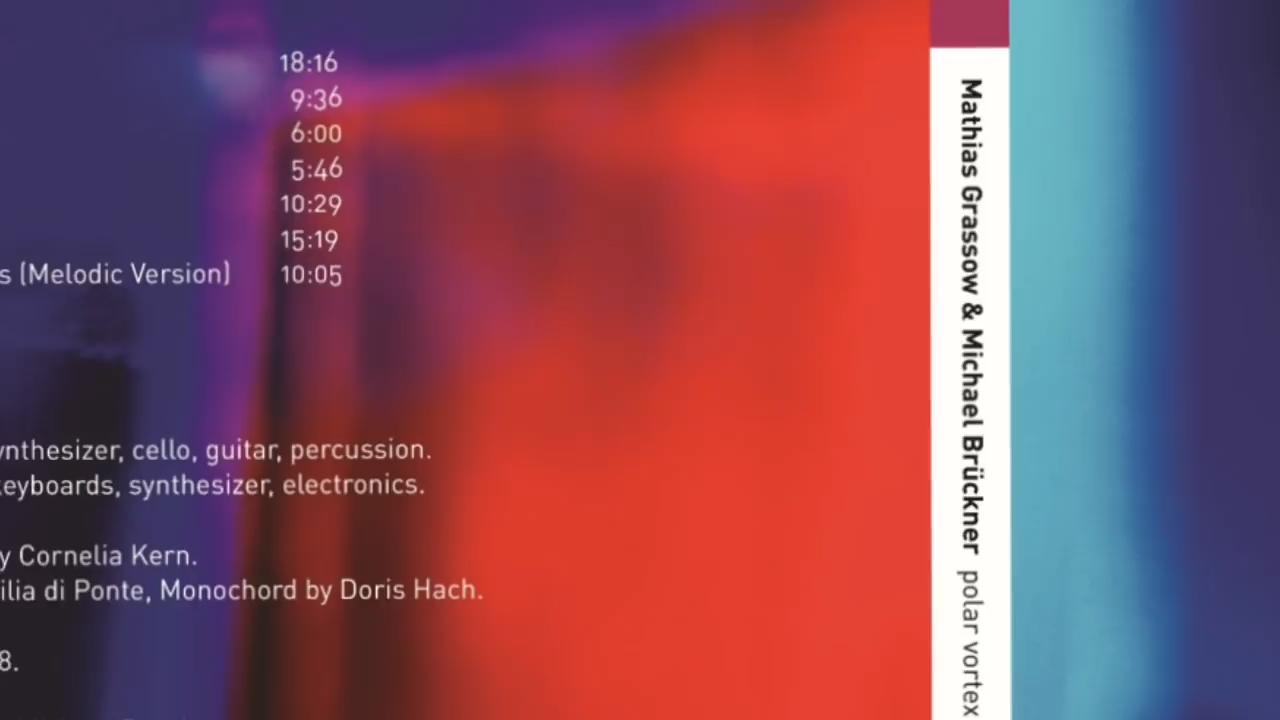 18:16
9:36
6:00
5:46
10:29
15:19
s (Melodic Version) 10:05
ynthesizer, cello, guitar, percussion.
keyboards, synthesizer, electronics.
y Cornelia Kern.
ilia di Ponte, Monochord by Doris Hach.
8.
Mathias Grassow & Michael Brückner polar vortex